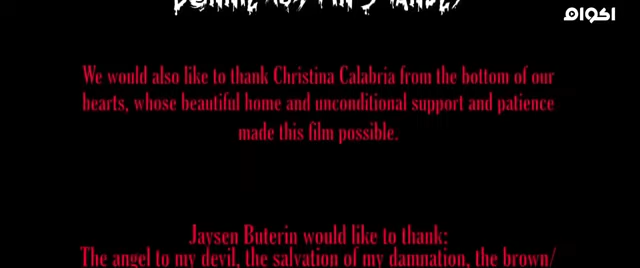 اكوام
We would also like to thank Christina Calabria from the bottom of our
hearts, whose beautiful home and unconditional support and patience
made this film possible.
Jaysen Buterin would like to thank:
The angel to my devil, the salvation of my damnation, the brown/